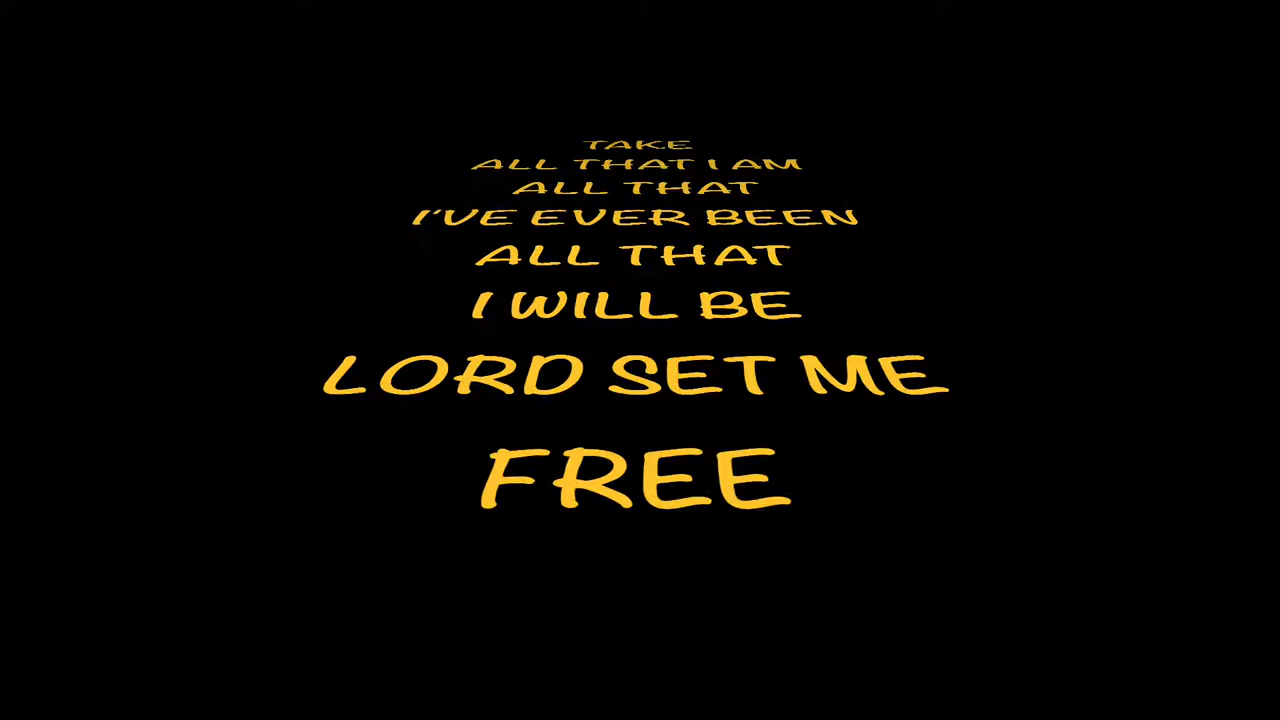 TAKE
ALL THAT I AM
ALL THAT
I'VE EVER BEEN
ALL THAT
I WILL BE
LORD SET ME
FREE